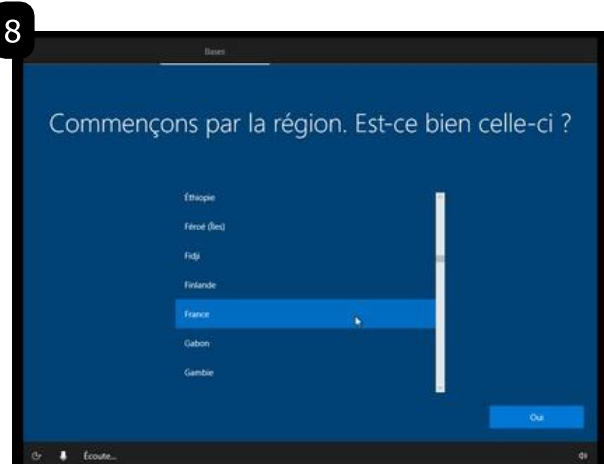 8
Bases
Commençons par la région. Est-ce bien celle-ci ?
Éthiopie
Féroé (Îles)
Fidji
Finlande
France
Gabon
Gambie
Oui
Écoute...